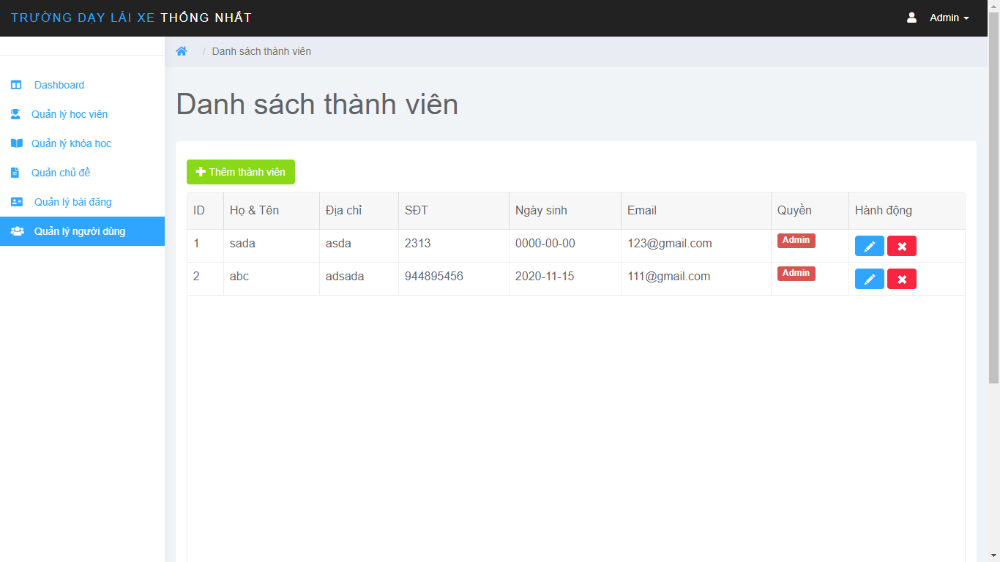 TRƯỜNG DẠY LÁI XE THỐNG NHẤT
Admin
/ Danh sách thành viên
Dashboard
Quản lý học viên
Quản lý khóa học
Quản chủ đề
Quản lý bài đăng
Quản lý người dùng
Danh sách thành viên
Thêm thành viên
ID Họ & Tên Địa chỉ SĐT Ngày sinh Email Quyền Hành động
1 sada asda 2313 0000-00-00 123@gmail.com Admin
2 abc adsada 944895456 2020-11-15 111@gmail.com Admin